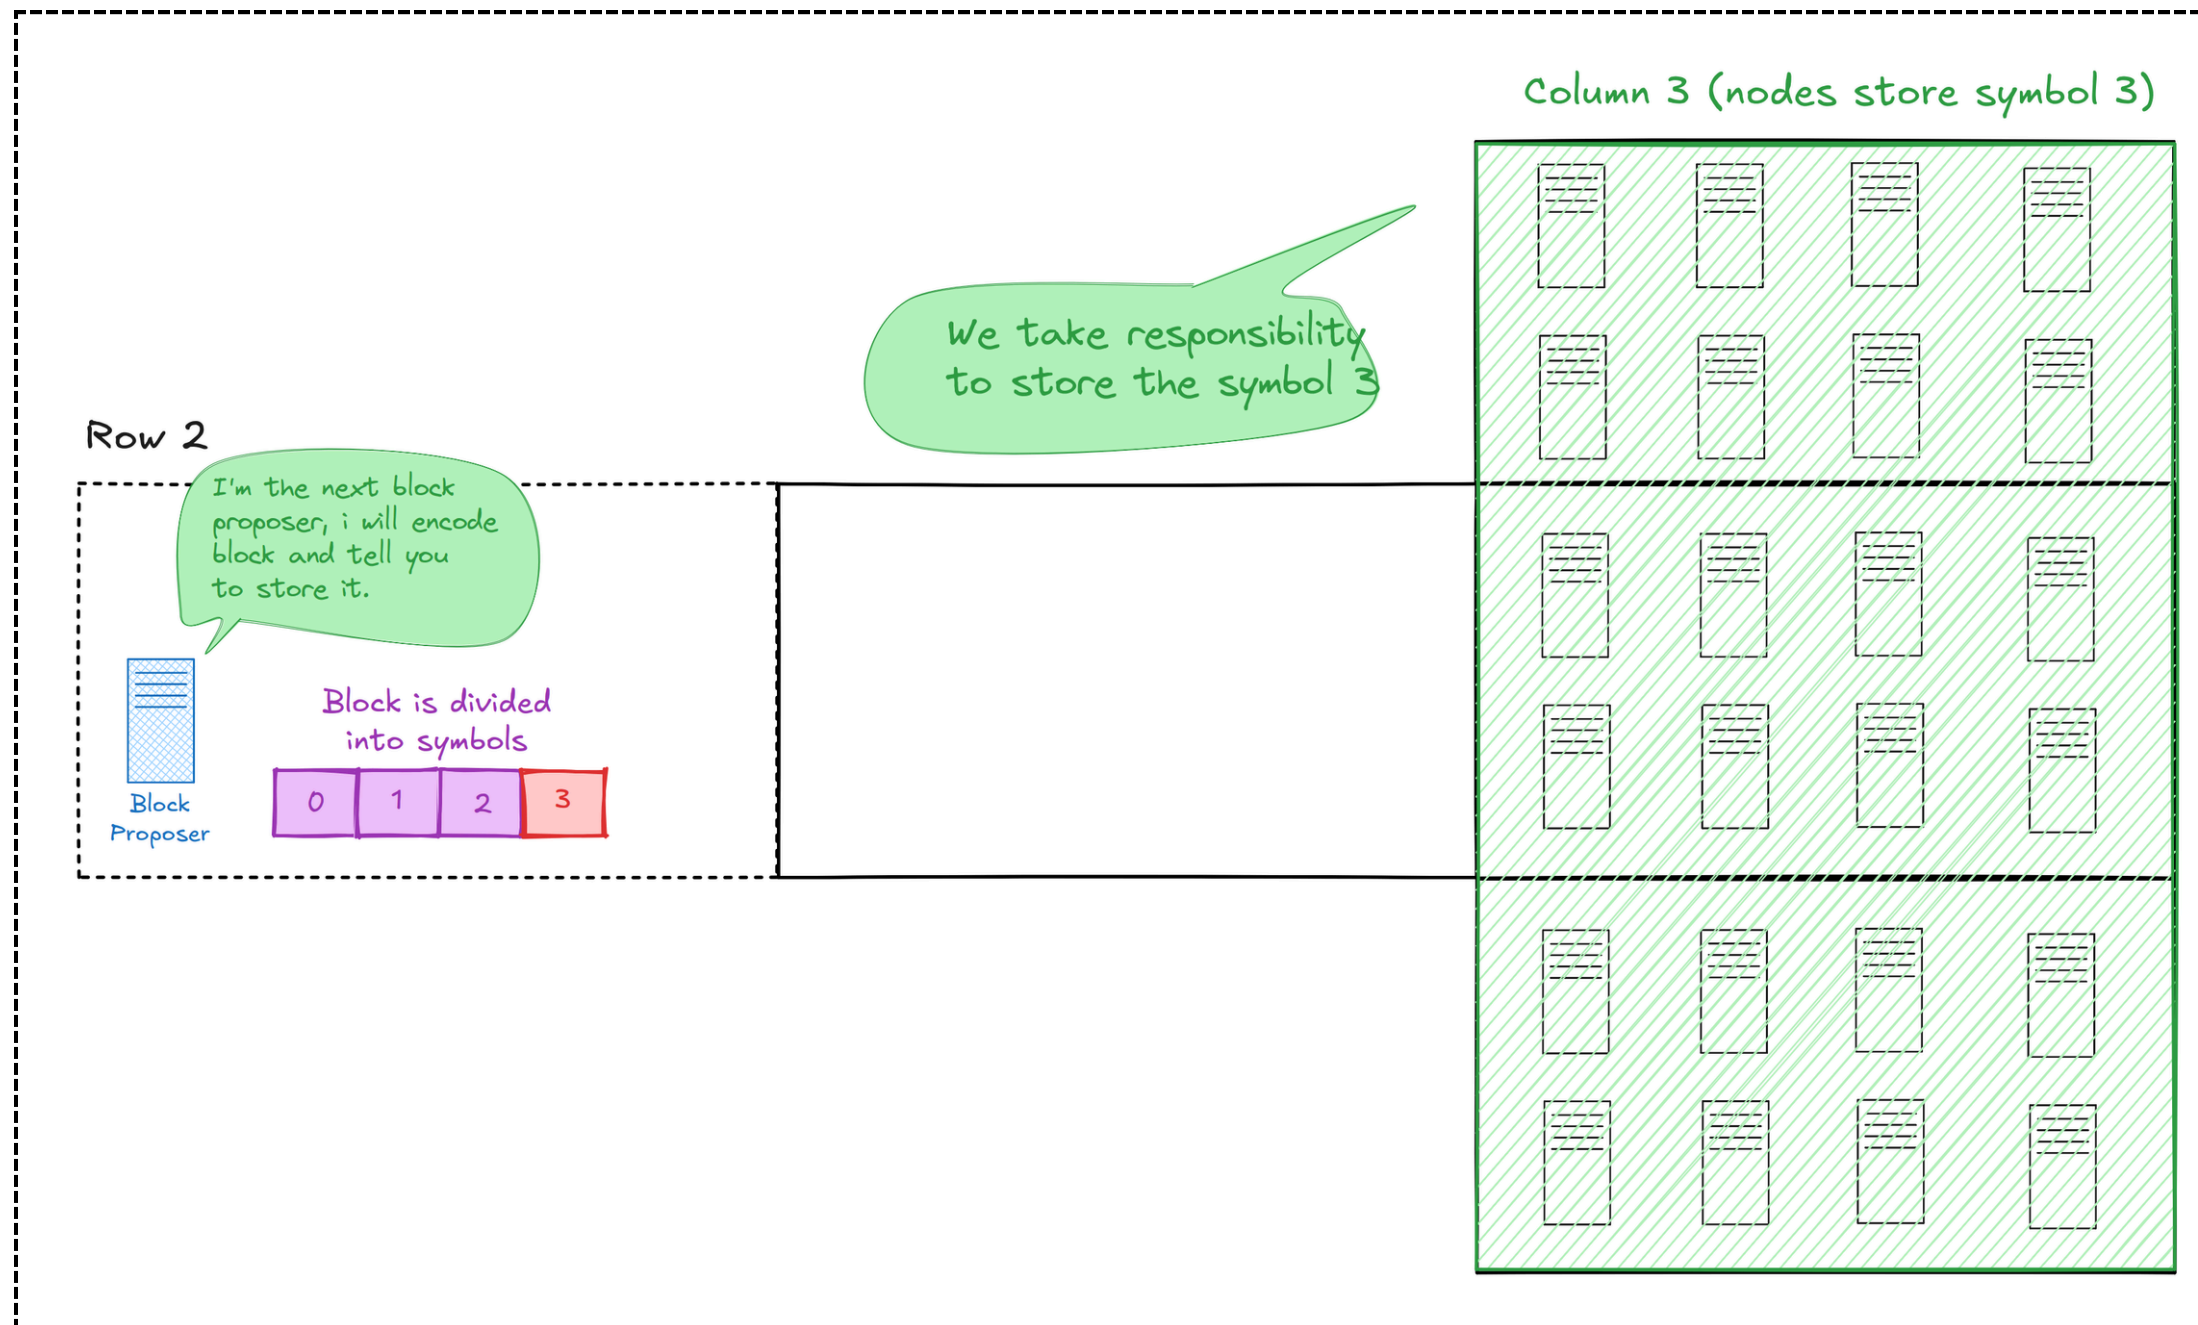 Column 3 (nodes store symbol 3)
We take responsibility
to store the symbol 3
Row 2
I'm the next block
proposer, i will encode
block and tell you
to store it.
Block is divided
into symbols
0 1 2 3
Block
Proposer